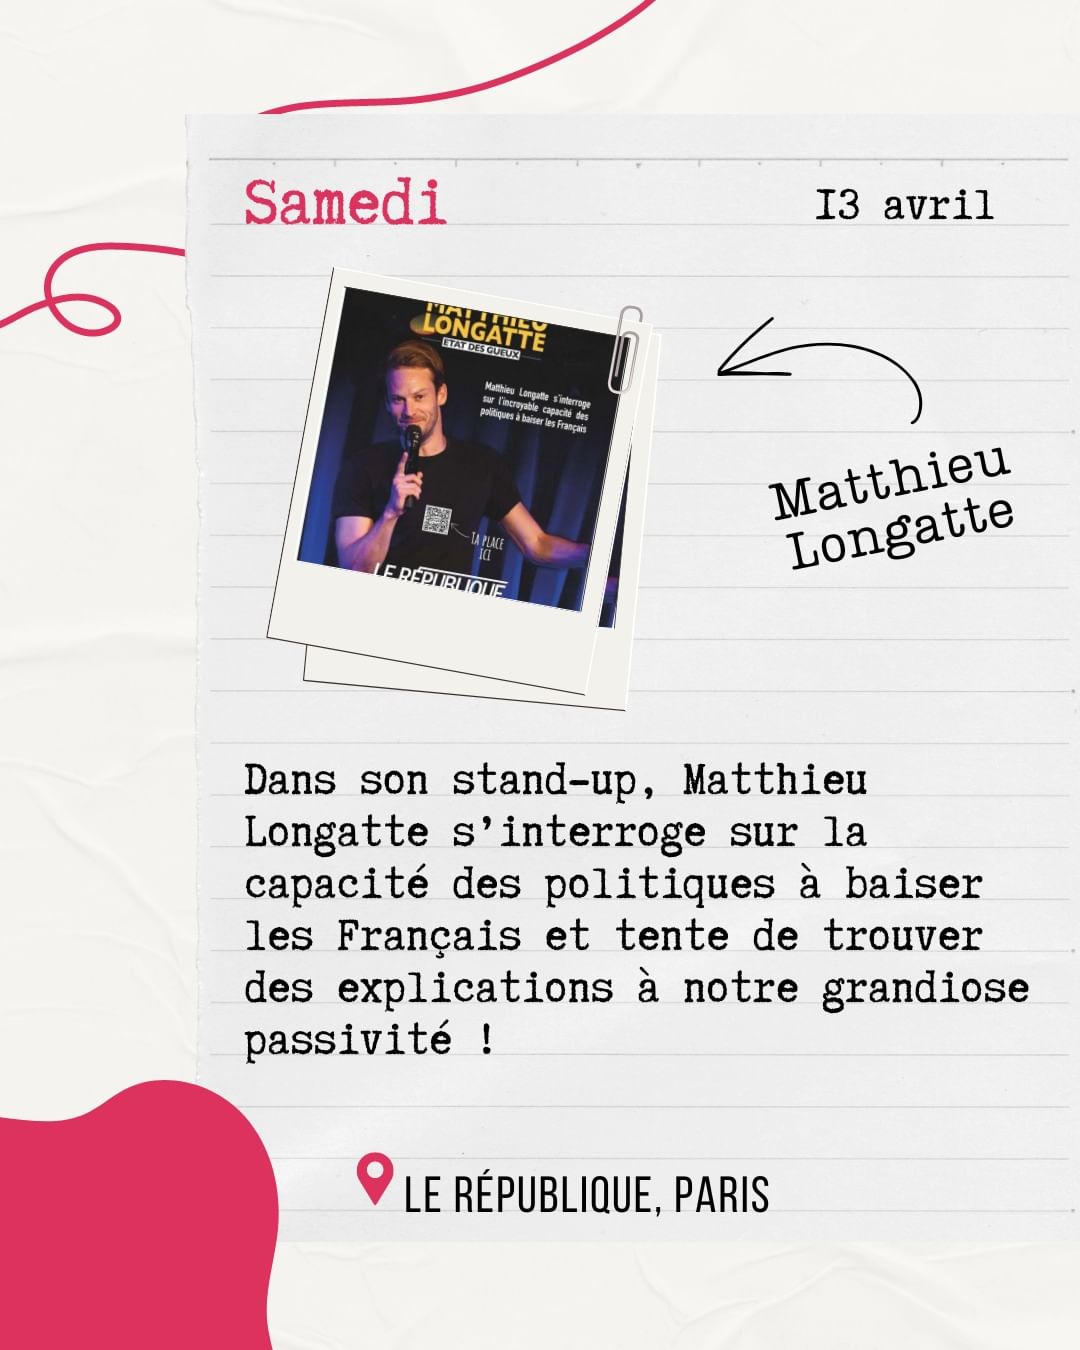 Samedi
13 avril
MATTHIEU
LONGATTE
ETAT DES GUEUX
Matthieu Longatte s'interroge
sur l'incroyable capacité des
politiques à baiser les Français
TA PLACE
ICI
LE RÉPUBLIQUE
Matthieu
Longatte
Dans son stand-up, Matthieu
Longatte s’interroge sur la
capacité des politiques à baiser
les Français et tente de trouver
des explications à notre grandiose
passivité !
LE RÉPUBLIQUE, PARIS